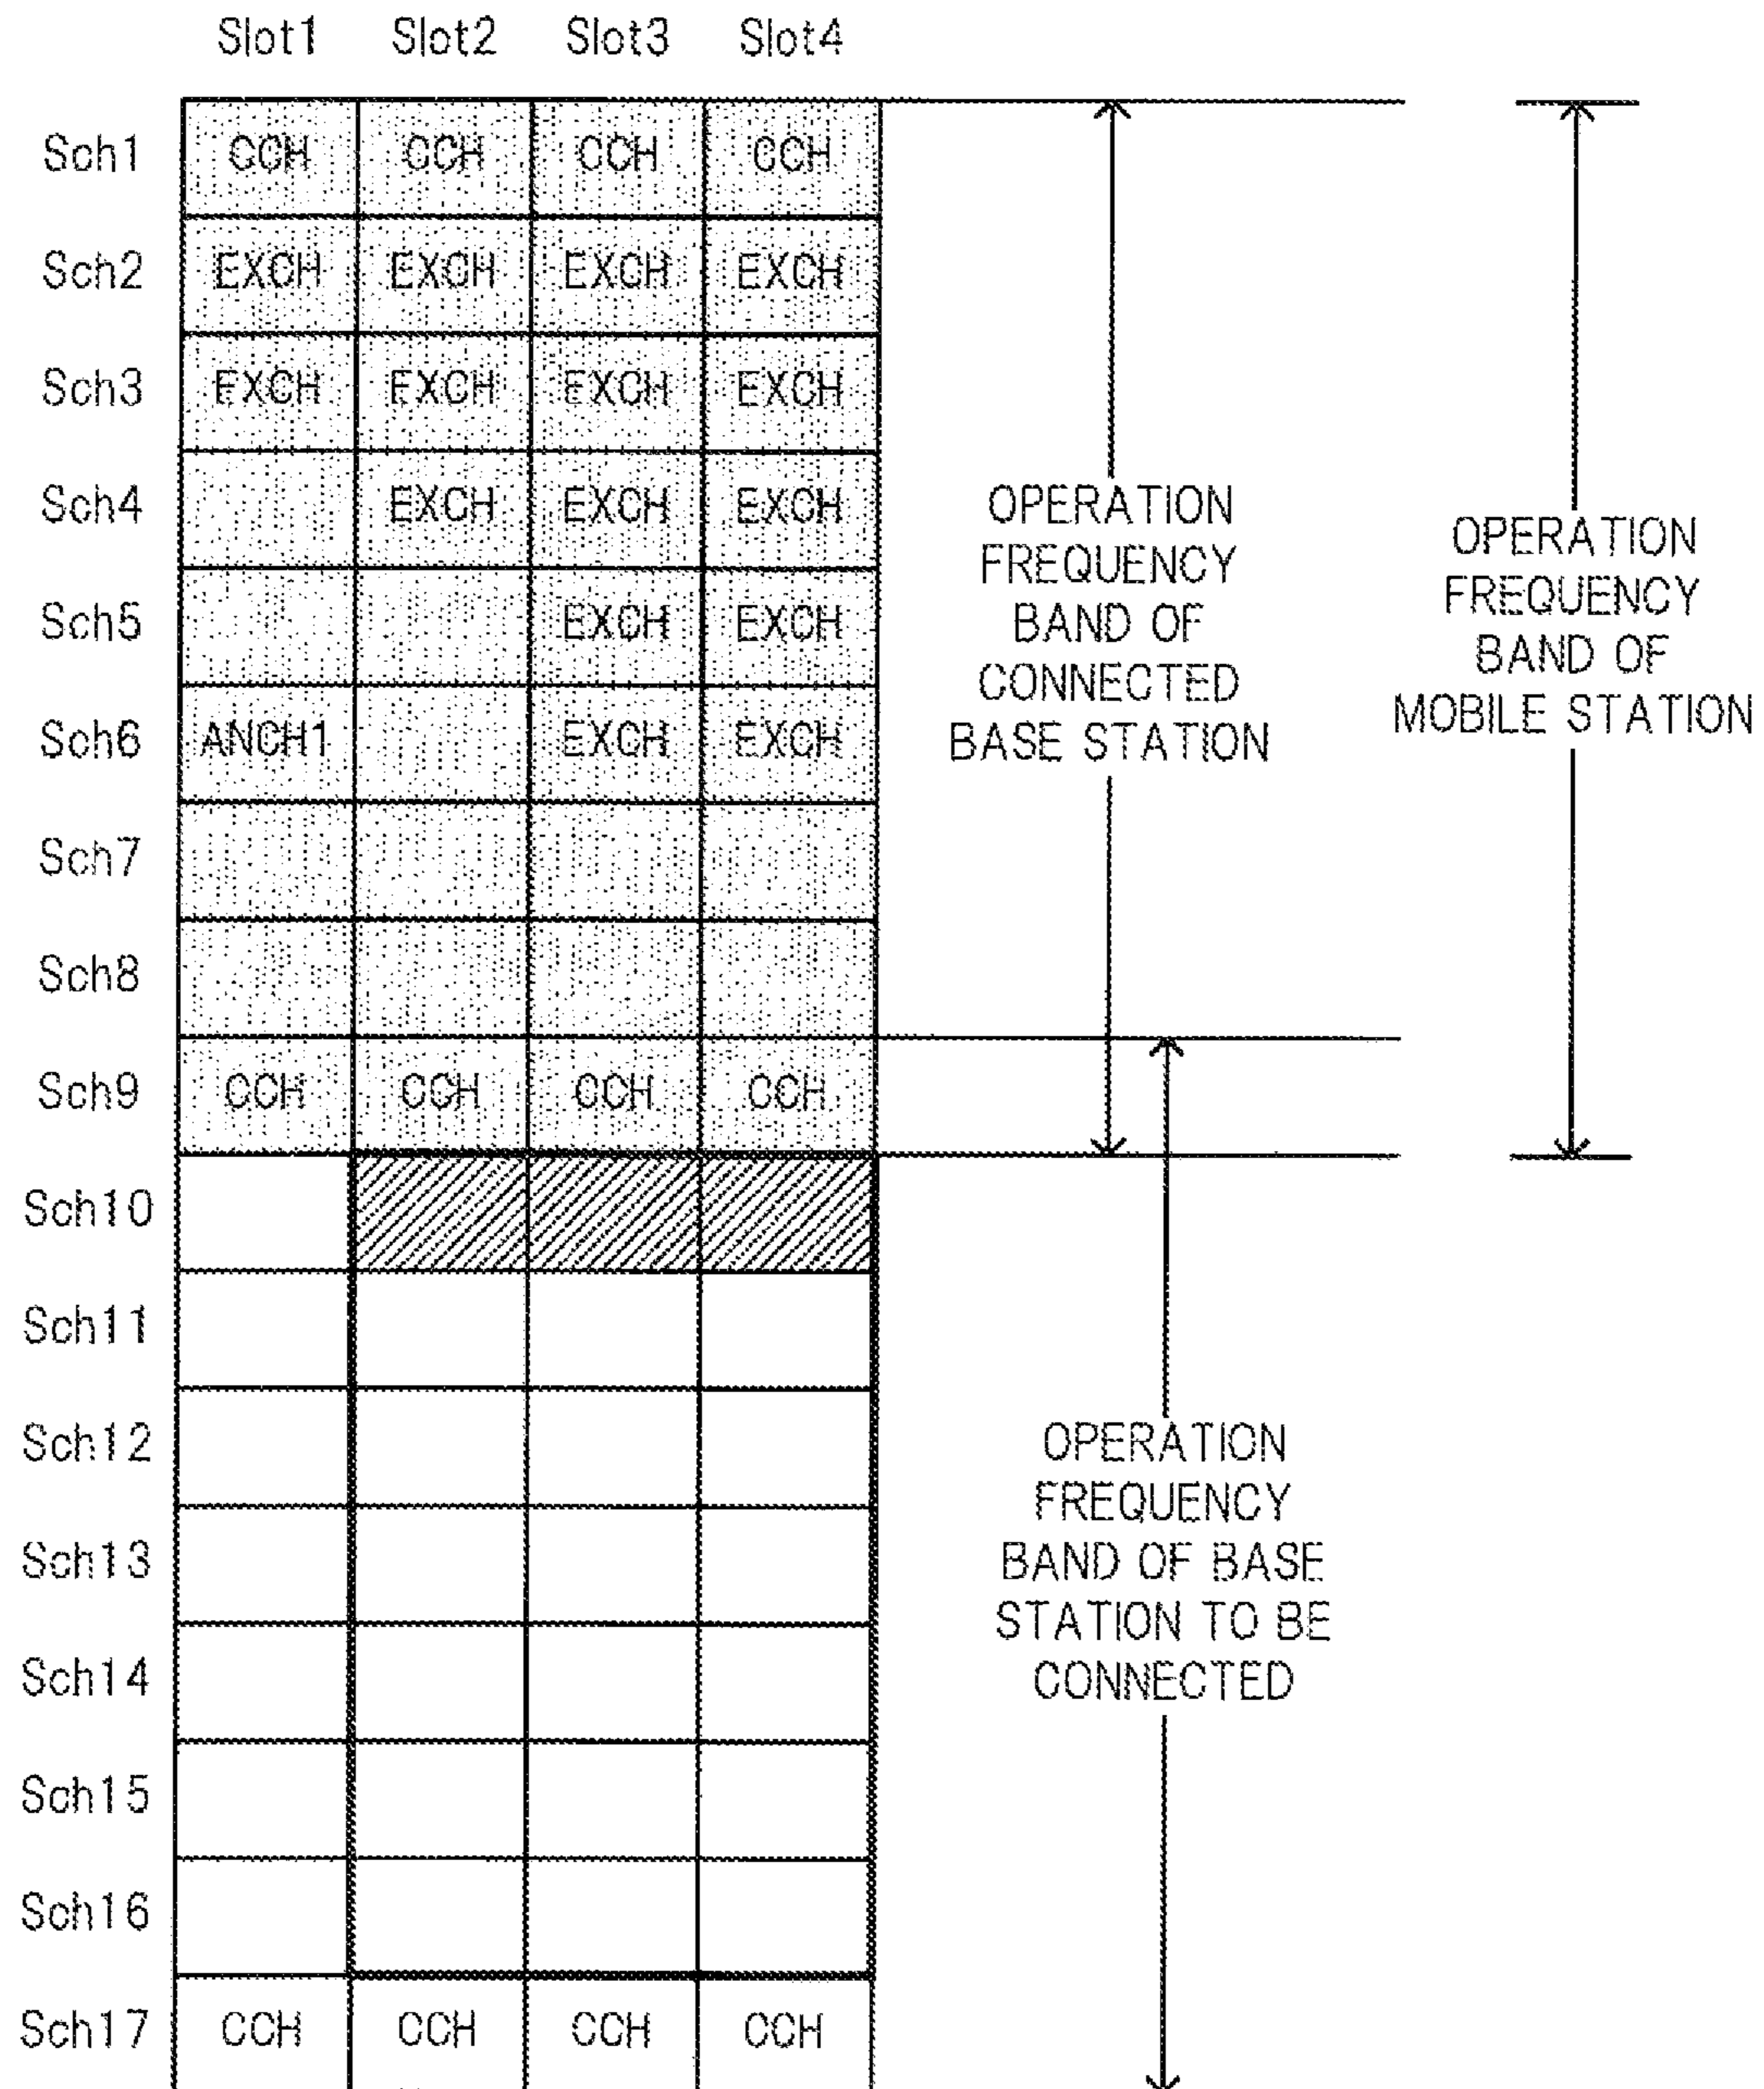 Slot1 Slot2 Slot3 Slot4
Sch1 CCH CCH CCH CCH
Sch2 EXCH EXCH EXCH EXCH
Sch3 EXCH EXCH EXCH EXCH
Sch4 EXCH EXCH EXCH
Sch5 EXCH EXCH
Sch6 ANCH1 EXCH EXCH
Sch7
Sch8
Sch9 CCH CCH CCH CCH
Sch10
Sch11
Sch12
Sch13
Sch14
Sch15
Sch16
Sch17 CCH CCH CCH CCH
OPERATION
FREQUENCY
BAND OF
CONNECTED
BASE STATION
OPERATION
FREQUENCY
BAND OF
MOBILE STATION
OPERATION
FREQUENCY
BAND OF BASE
STATION TO BE
CONNECTED